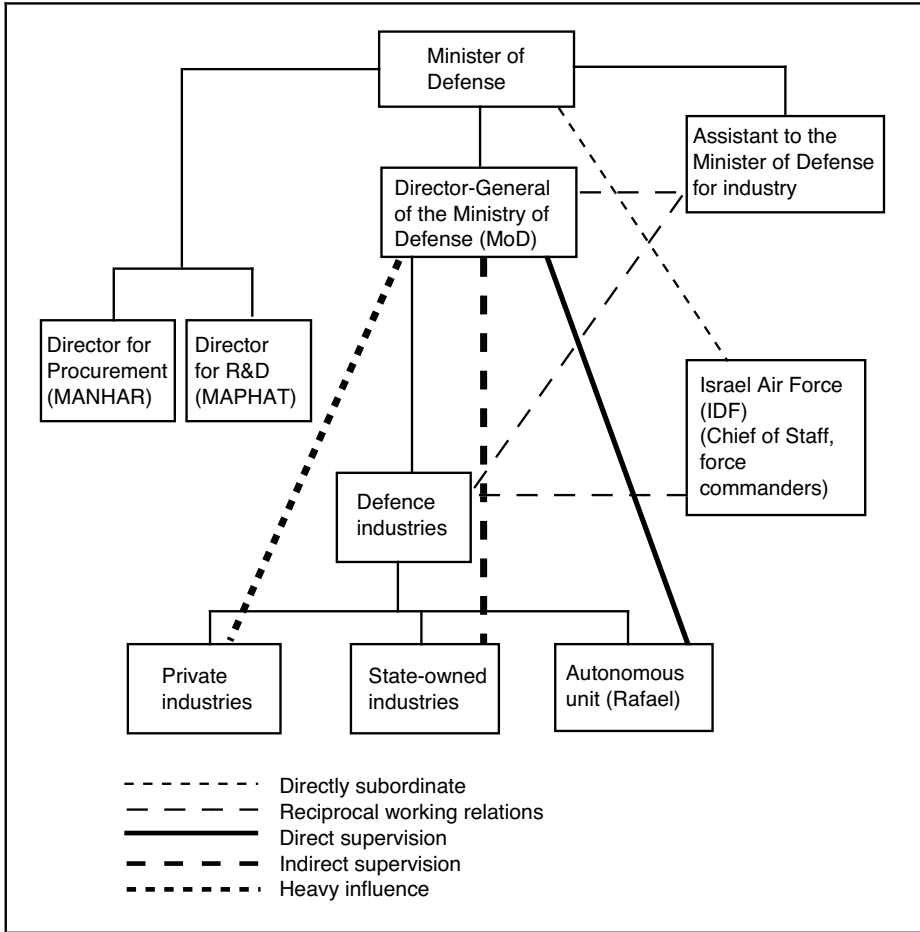 Minister of
Defense
Assistant to the
Minister of Defense
for industry
Director-General
of the Ministry of
Defense (MoD)
Director for
Procurement
(MANHAR)
Director
for R&D
(MAPHAT)
Israel Air Force
(IDF)
(Chief of Staff,
force
commanders)
Defence
industries
Private
industries
State-owned
industries
Autonomous
unit (Rafael)
Directly subordinate
Reciprocal working relations
Direct supervision
Indirect supervision
Heavy influence